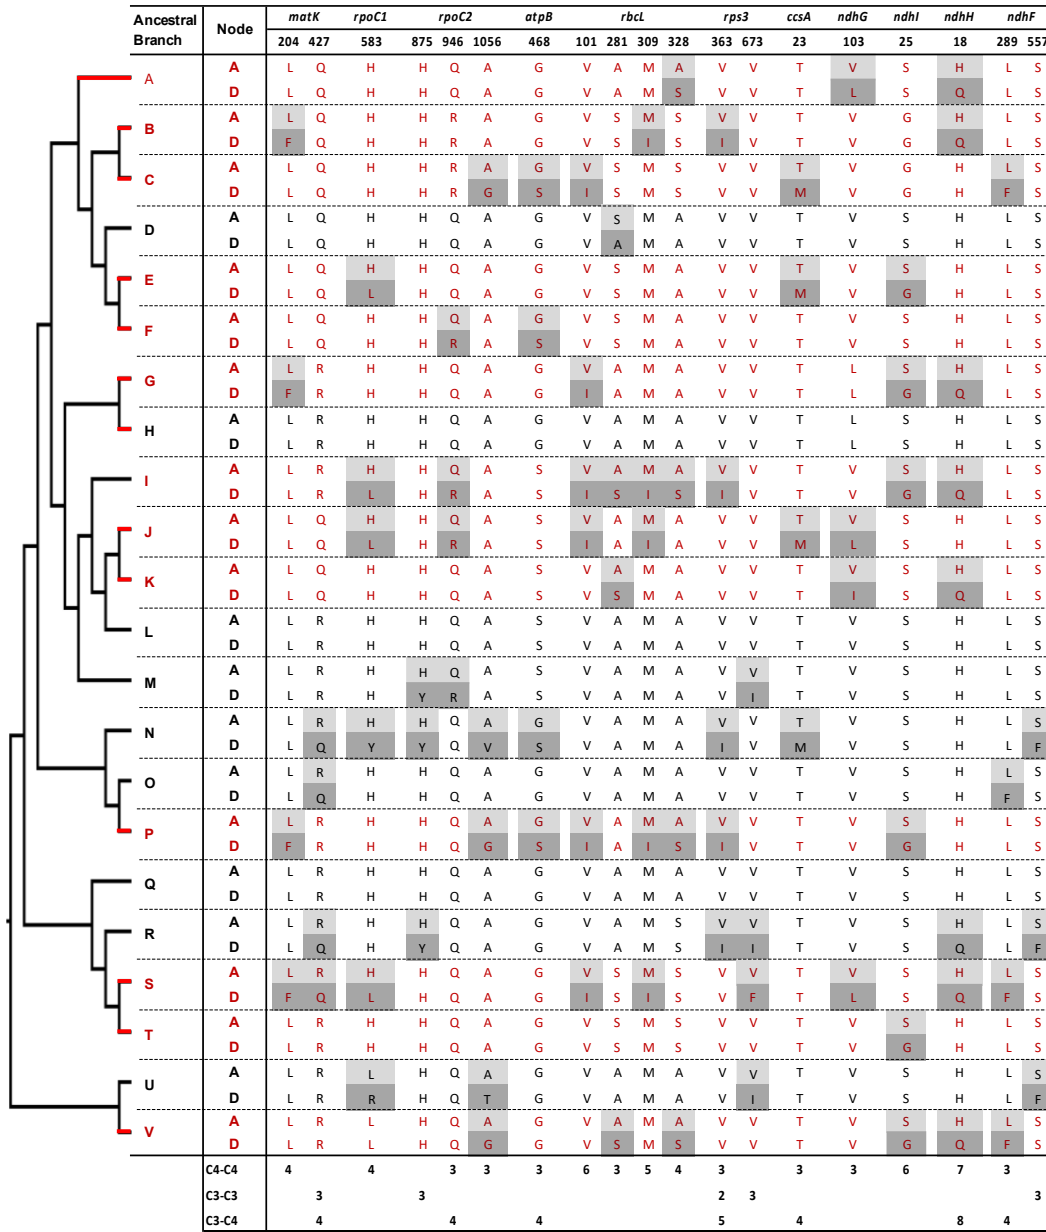 Ancestral Branch Node matK rpoC1 rpoC2 atpB rbcL rps3 ccsA ndhG ndhI ndhH ndhF
204 427 583 875 946 1056 468 101 281 309 328 363 673 23 103 25 18 289 557
A A L Q H H Q A G V A M A V V T V S H L S
D L Q H H Q A G V A M S V V T L S Q L S
B A L Q H H R A G V S M S V V T V G H L S
D F Q H H R A G V S I S I V T V G Q L S
C A L Q H H R A G V S M S V V T V G H L S
D L Q H H R G S I S M S V V M V G H F S
D A L Q H H Q A G V S M A V V T V S H L S
D L Q H H Q A G V A M A V V T V S H L S
E A L Q H H Q A G V S M A V V T V S H L S
D L Q L H Q A G V S M A V V M V G H L S
F A L Q H H Q A G V S M A V V T V S H L S
D L Q H H R A S V S M A V V T V S H L S
G A L R H H Q A G V A M A V V T L S H L S
D F R H H Q A G I A M A V V T L G Q L S
H A L R H H Q A G V A M A V V T L S H L S
D L R H H Q A G V A M A V V T L S H L S
I A L R H H Q A S V A M A V V T V S H L S
D L R L H R A S I S I S I V T V G Q L S
J A L Q H H Q A S V A M A V V T V S H L S
D L Q L H R A S I A I A V V M L S H L S
K A L Q H H Q A S V A M A V V T V S H L S
D L Q H H Q A S V S M A V V T I S Q L S
L A L R H H Q A S V A M A V V T V S H L S
D L R H H Q A S V A M A V V T V S H L S
M A L R H H Q A S V A M A V V T V S H L S
D L R H Y R A S V A M A V I T V S H L S
N A L R H H Q A G V A M A V V T V S H L S
D L Q Y Y Q V S V A M A I V M V S H L F
O A L R H H Q A G V A M A V V T V S H L S
D L Q H H Q A G V A M A V V T V S H F S
P A L R H H Q A G V A M A V V T V S H L S
D F R H H Q G S I A I S I V T V G H L S
Q A L R H H Q A G V A M A V V T V S H L S
D L R H H Q A G V A M A V V T V S H L S
R A L R H H Q A G V A M S V V T V S H L S
D L Q H Y Q A G V A M S I I T V S Q L F
S A L R H H Q A G V S M S V V T V S H L S
D F Q L H Q A G I S I S V F T L S Q F S
T A L R H H Q A G V S M S V V T V S H L S
D L R H H Q A G V S M S V V T V G H L S
U A L R L H Q A G V A M A V V T V S H L S
D L R R H Q T G V A M A V I T V S H L F
V A L R L H Q A G V A M A V V T V S H L S
D L R L H Q G G V S M S V V T V G Q F S
C4-C4 4 4 3 3 3 6 3 5 4 3 3 3 6 7 3
C3-C3 3 3 2 3 3
C3-C4 4 4 4 5 4 8 4